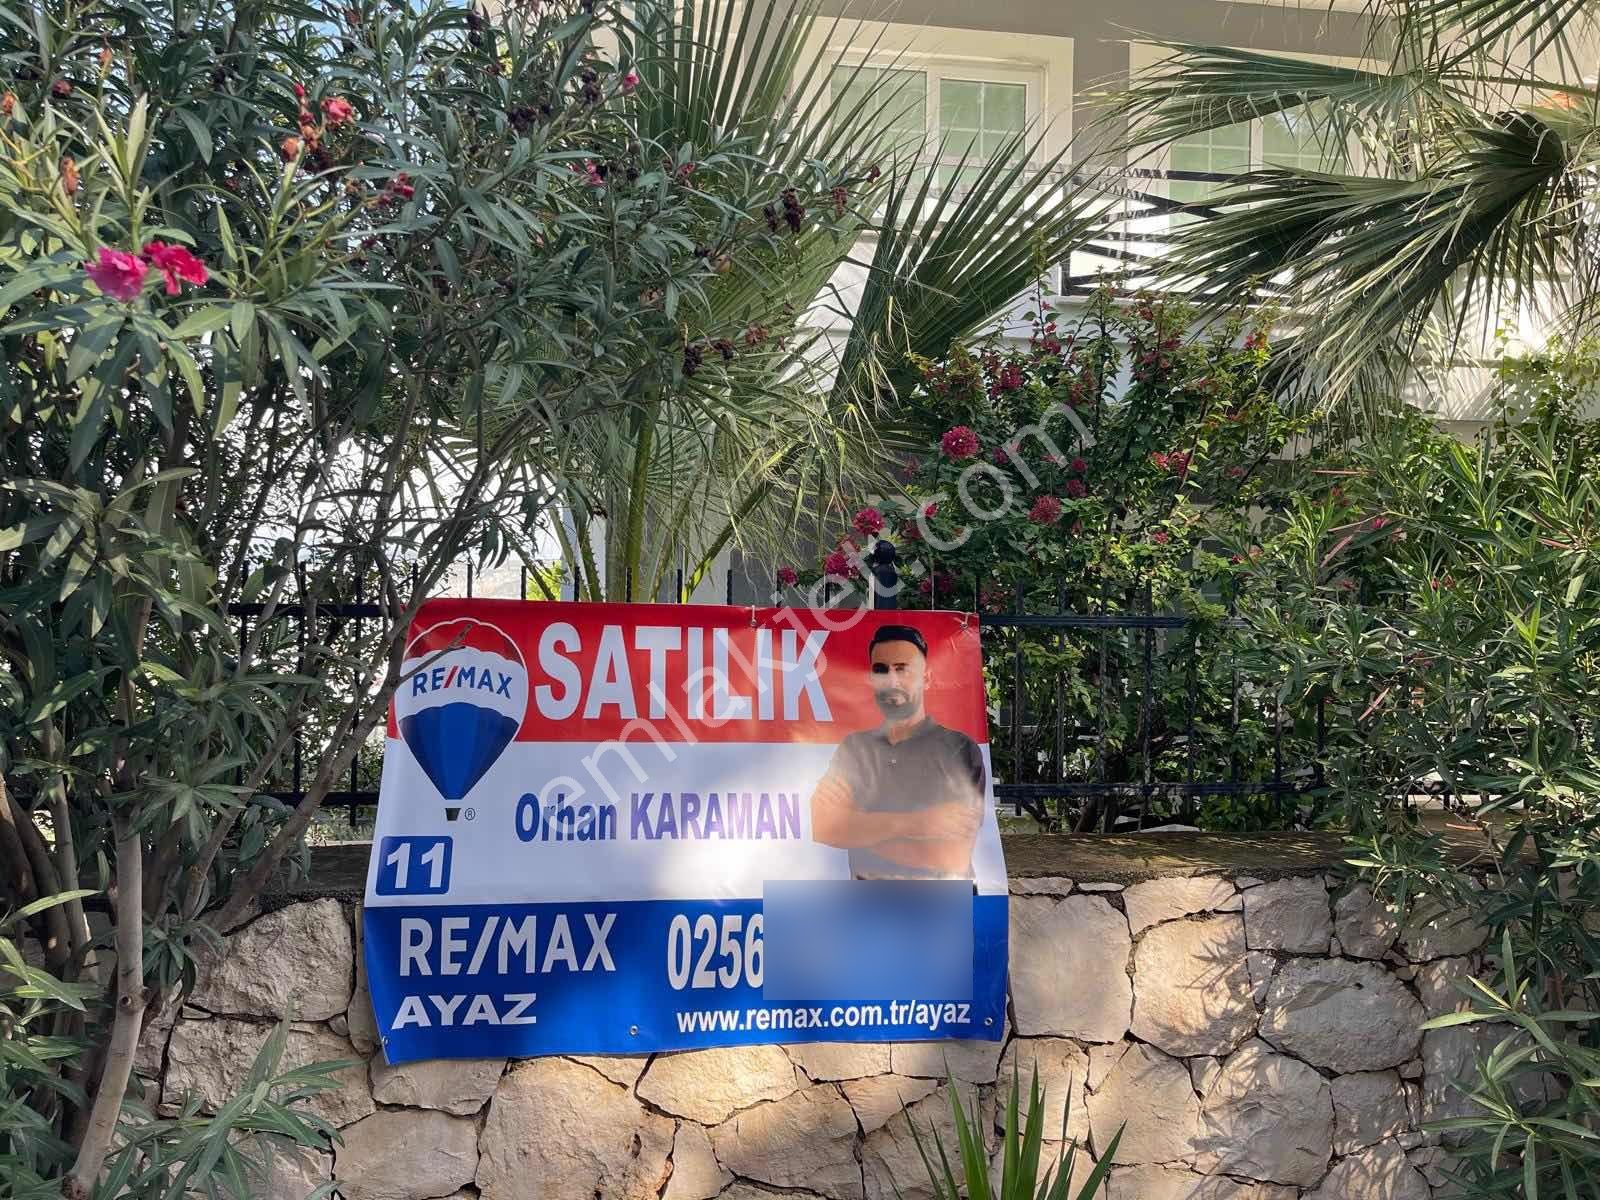 SATILIK
RE/MAX
®
Orhan KARAMAN
11
RE/MAX
AYAZ
0256
www.remax.com.tr/ayaz
emlakjet.com